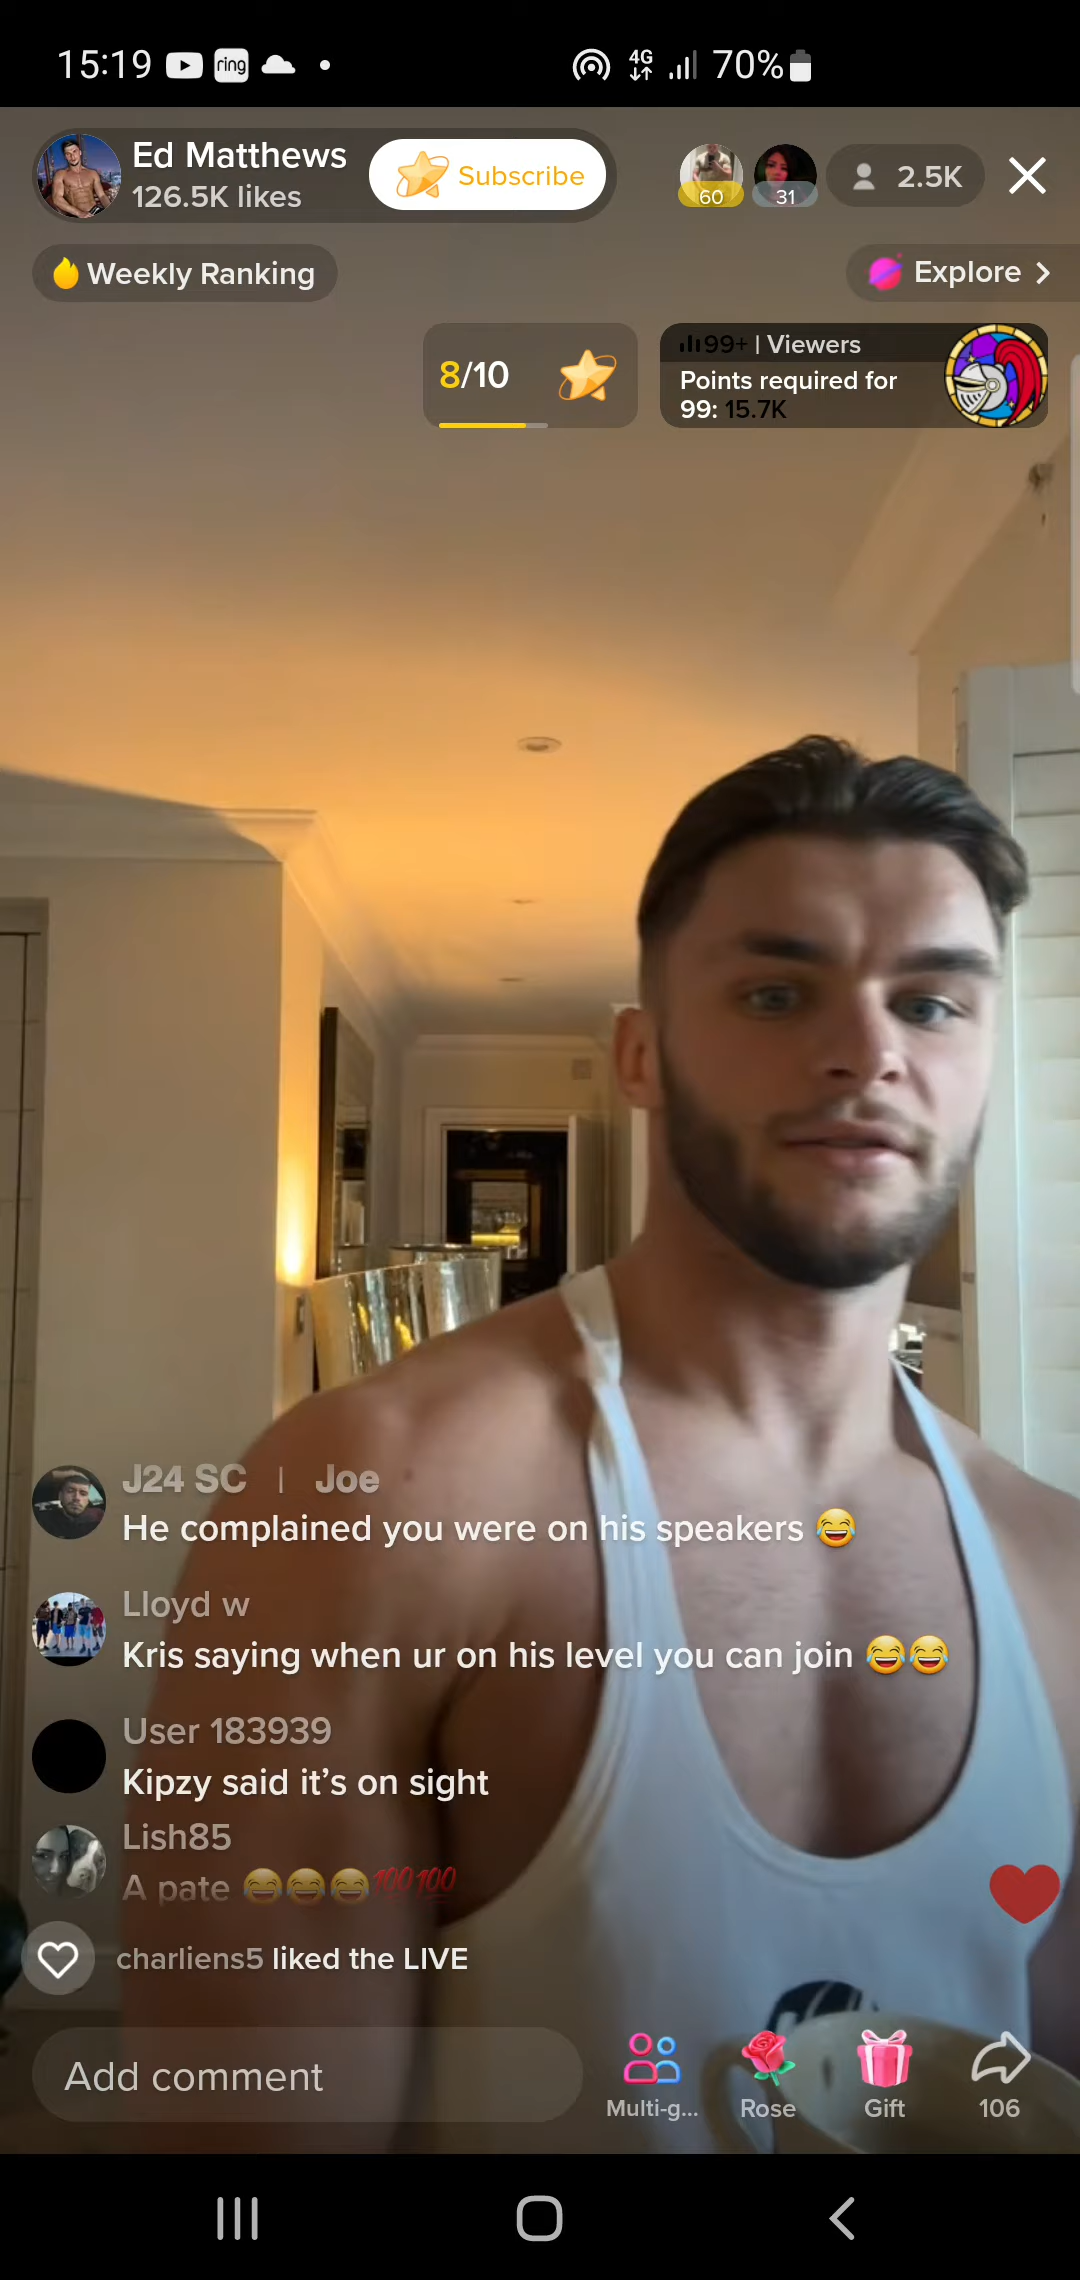 15:19 ring 4G 70%
Ed Matthews
126.5K likes
Subscribe
60
31
2.5K
Weekly Ranking
Explore
8/10
99+ | Viewers
Points required for
99: 15.7K
J24 SC | Joe
He complained you were on his speakers 😂
Lloyd w
Kris saying when ur on his level you can join 😂😂
User 183939
Kipzy said it’s on sight
Lish85
A pate 😂😂😂💯💯
charliens5 liked the LIVE
Add comment
Multi-g...
Rose
Gift
106